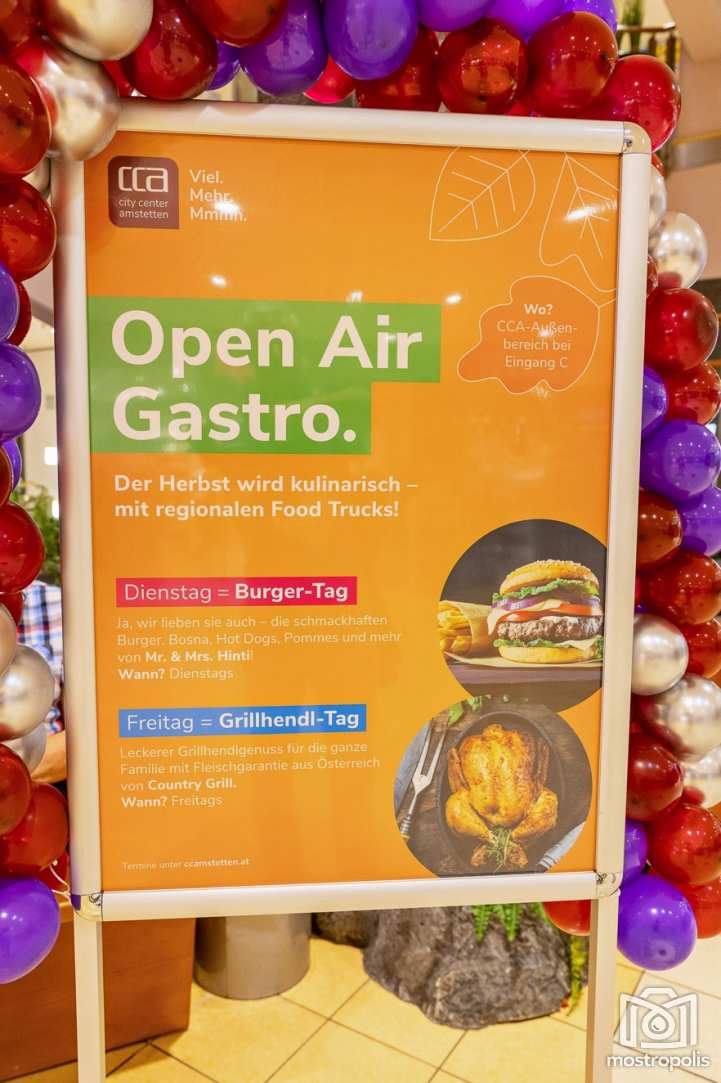 cca
city center
amstetten
Viel.
Mehr.
Mmmh.
Open Air
Gastro.
Wo?
CCA-Außen-
bereich bei
Eingang C
Der Herbst wird kulinarisch –
mit regionalen Food Trucks!
Dienstag = Burger-Tag
Ja, wir lieben sie auch – die schmackhaften
Burger, Bosna, Hot Dogs, Pommes und mehr
von Mr. & Mrs. Hinti!
Wann? Dienstags
Freitag = Grillhendl-Tag
Leckerer Grillhendlgenuss für die ganze
Familie mit Fleischgarantie aus Österreich
von Country Grill.
Wann? Freitags
Termine unter ccamstetten.at
mostropolis